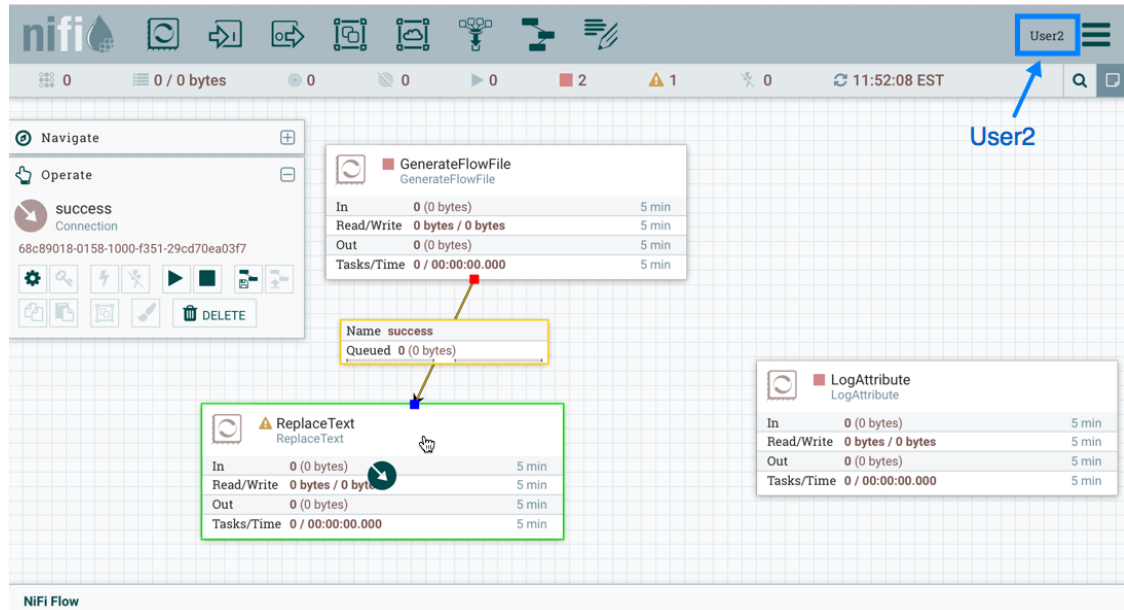 nifi
User2
0
0 / 0 bytes
0
0
0
2
1
0
11:52:08 EST
User2
Navigate
Operate
success
Connection
68c89018-0158-1000-f351-29cd70ea03f7
DELETE
GenerateFlowFile
GenerateFlowFile
In 0 (0 bytes) 5 min
Read/Write 0 bytes / 0 bytes 5 min
Out 0 (0 bytes) 5 min
Tasks/Time 0 / 00:00:00.000 5 min
Name success
Queued 0 (0 bytes)
ReplaceText
ReplaceText
In 0 (0 bytes) 5 min
Read/Write 0 bytes / 0 5 min
Out 0 (0 bytes) 5 min
Tasks/Time 0 / 00:00:00.000 5 min
LogAttribute
LogAttribute
In 0 (0 bytes) 5 min
Read/Write 0 bytes / 0 bytes 5 min
Out 0 (0 bytes) 5 min
Tasks/Time 0 / 00:00:00.000 5 min
NiFi Flow